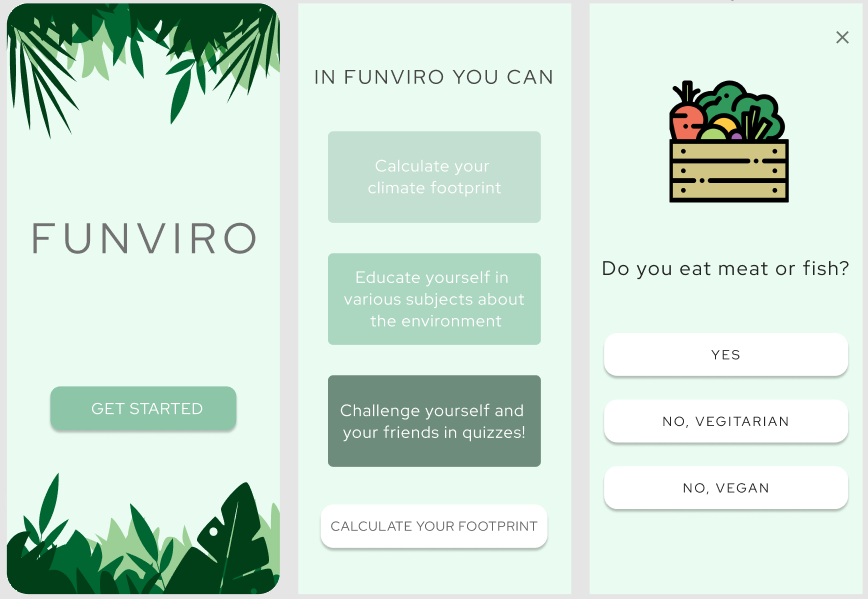 FUNVIRO
GET STARTED
IN FUNVIRO YOU CAN
Calculate your
climate footprint
Educate yourself in
various subjects about
the environment
Challenge yourself and
your friends in quizzes!
CALCULATE YOUR FOOTPRINT
Do you eat meat or fish?
YES
NO, VEGITARIAN
NO, VEGAN